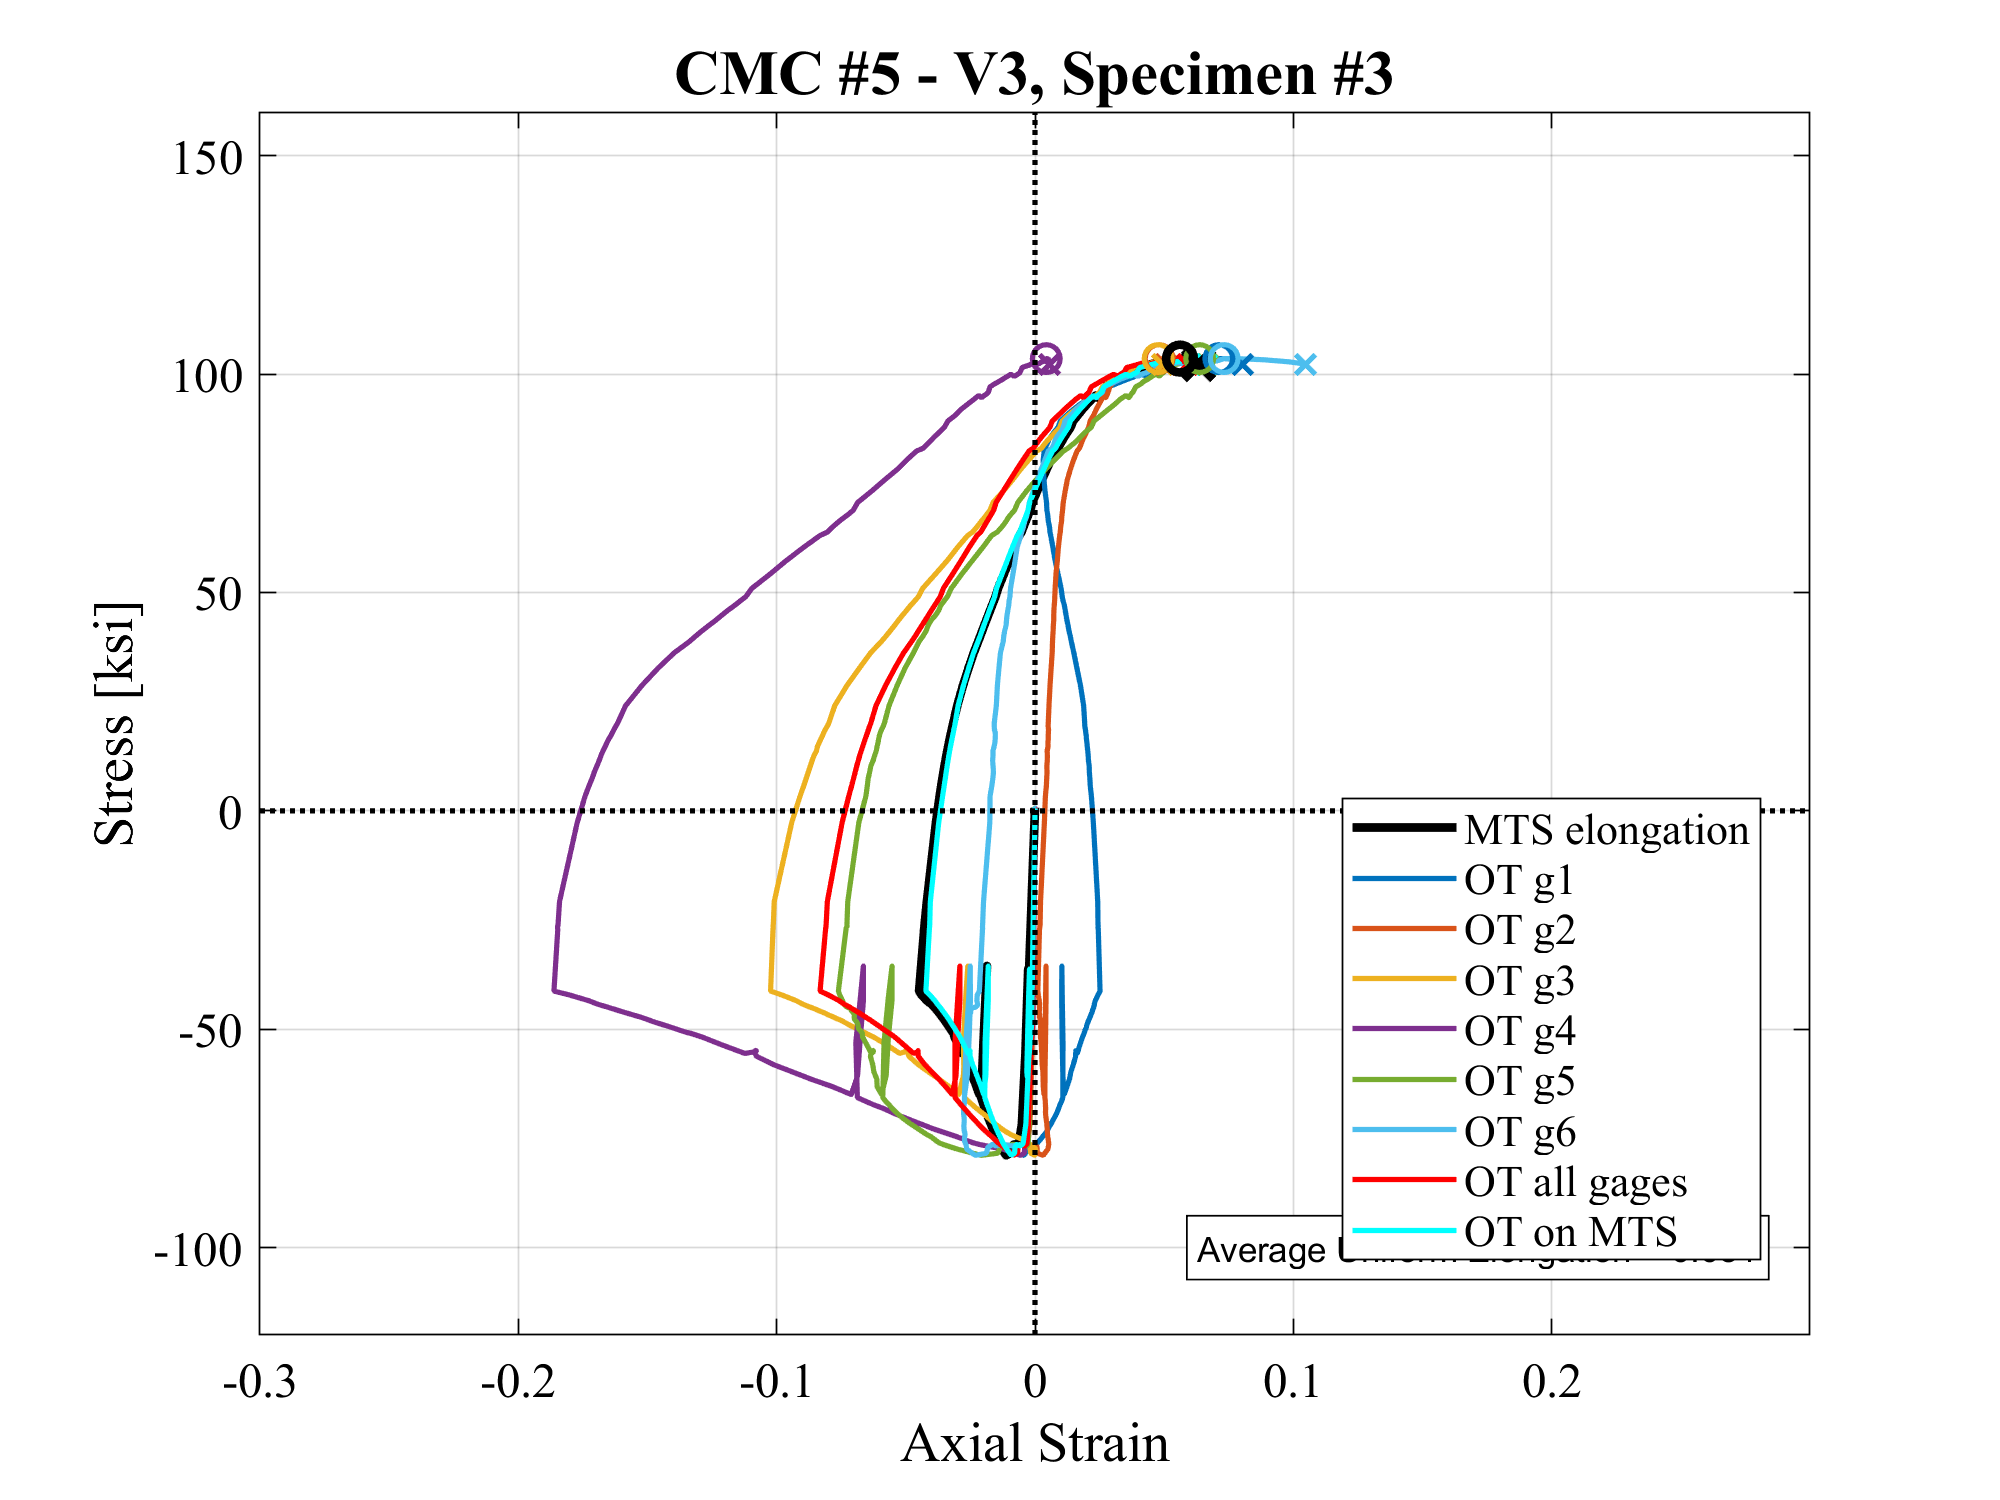 CMC #5 - V3, Specimen #3
150
100
50
0
-50
-100
Stress [ksi]
MTS elongation
OT g1
OT g2
OT g3
OT g4
OT g5
OT g6
OT all gages
OT on MTS
Average
-0.3
-0.2
-0.1
0
0.1
0.2
Axial Strain